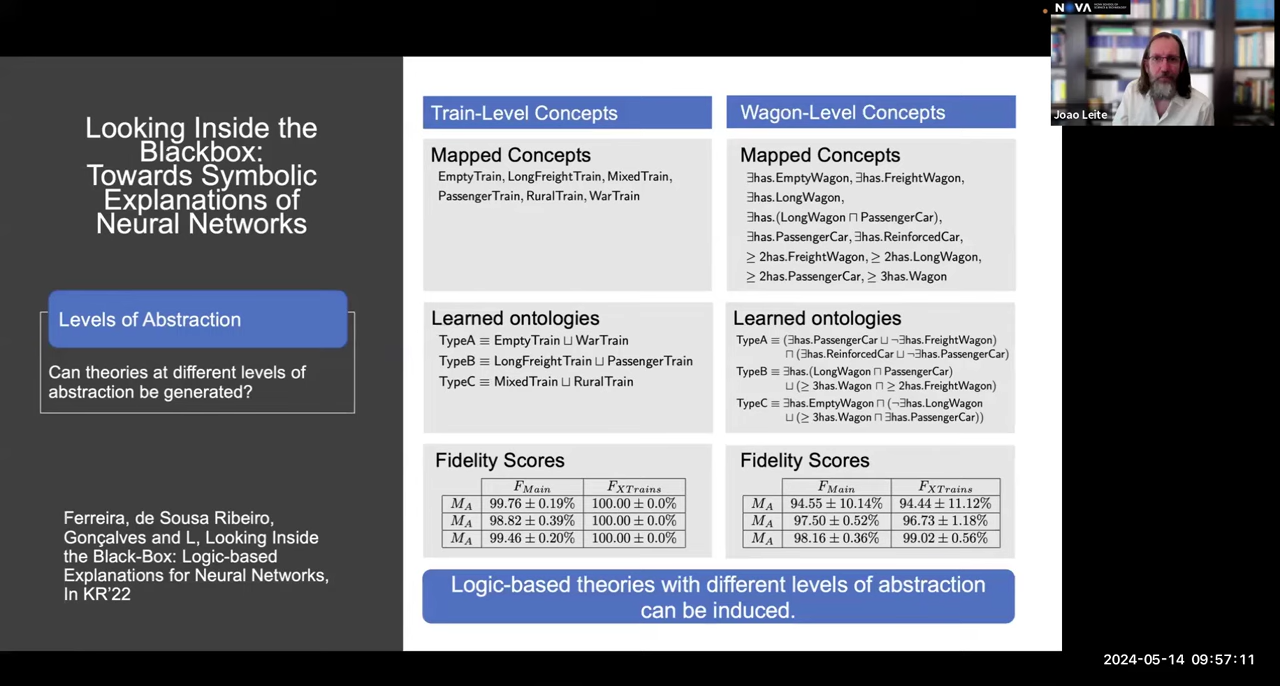 NOVA
Joao Leite
Looking Inside the
Blackbox:
Towards Symbolic
Explanations of
Neural Networks
Levels of Abstraction
Can theories at different levels of
abstraction be generated?
Ferreira, de Sousa Ribeiro,
Gonçalves and L, Looking Inside
the Black-Box: Logic-based
Explanations for Neural Networks,
In KR'22
Train-Level Concepts
Mapped Concepts
EmptyTrain, LongFreightTrain, MixedTrain,
PassengerTrain, RuralTrain, WarTrain
Learned ontologies
TypeA ≡ EmptyTrain ⊔ WarTrain
TypeB ≡ LongFreightTrain ⊔ PassengerTrain
TypeC ≡ MixedTrain ⊔ RuralTrain
Fidelity Scores
F_Main F_XTrains
M_A 99.76 ± 0.19% 100.00 ± 0.0%
M_A 98.82 ± 0.39% 100.00 ± 0.0%
M_A 99.46 ± 0.20% 100.00 ± 0.0%
Wagon-Level Concepts
Mapped Concepts
∃has.EmptyWagon, ∃has.FreightWagon,
∃has.LongWagon,
∃has.(LongWagon ⊓ PassengerCar),
∃has.PassengerCar, ∃has.ReinforcedCar,
≥ 2has.FreightWagon, ≥ 2has.LongWagon,
≥ 2has.PassengerCar, ≥ 3has.Wagon
Learned ontologies
TypeA ≡ (∃has.PassengerCar ⊔ ¬∃has.FreightWagon)
⊓ (∃has.ReinforcedCar ⊔ ¬∃has.PassengerCar)
TypeB ≡ ∃has.(LongWagon ⊓ PassengerCar)
⊔ (≥ 3has.Wagon ⊓ ≥ 2has.FreightWagon)
TypeC ≡ ∃has.EmptyWagon ⊓ (¬∃has.LongWagon
⊔ (≥ 3has.Wagon ⊓ ∃has.PassengerCar))
Fidelity Scores
F_Main F_XTrains
M_A 94.55 ± 10.14% 94.44 ± 11.12%
M_A 97.50 ± 0.52% 96.73 ± 1.18%
M_A 98.16 ± 0.36% 99.02 ± 0.56%
Logic-based theories with different levels of abstraction
can be induced.
2024-05-14 09:57:11